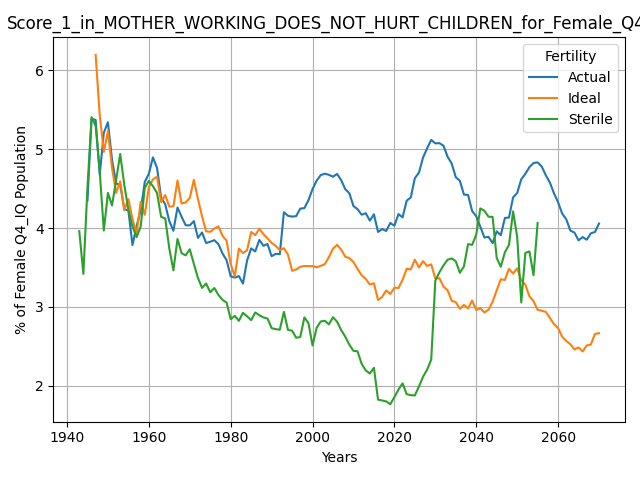 Score_1_in_MOTHER_WORKING_DOES_NOT_HURT_CHILDREN_for_Female_Q4
Fertility
Actual
Ideal
Sterile
% of Female Q4_IQ Population
6
5
4
3
2
1940 1960 1980 2000 2020 2040 2060
Years